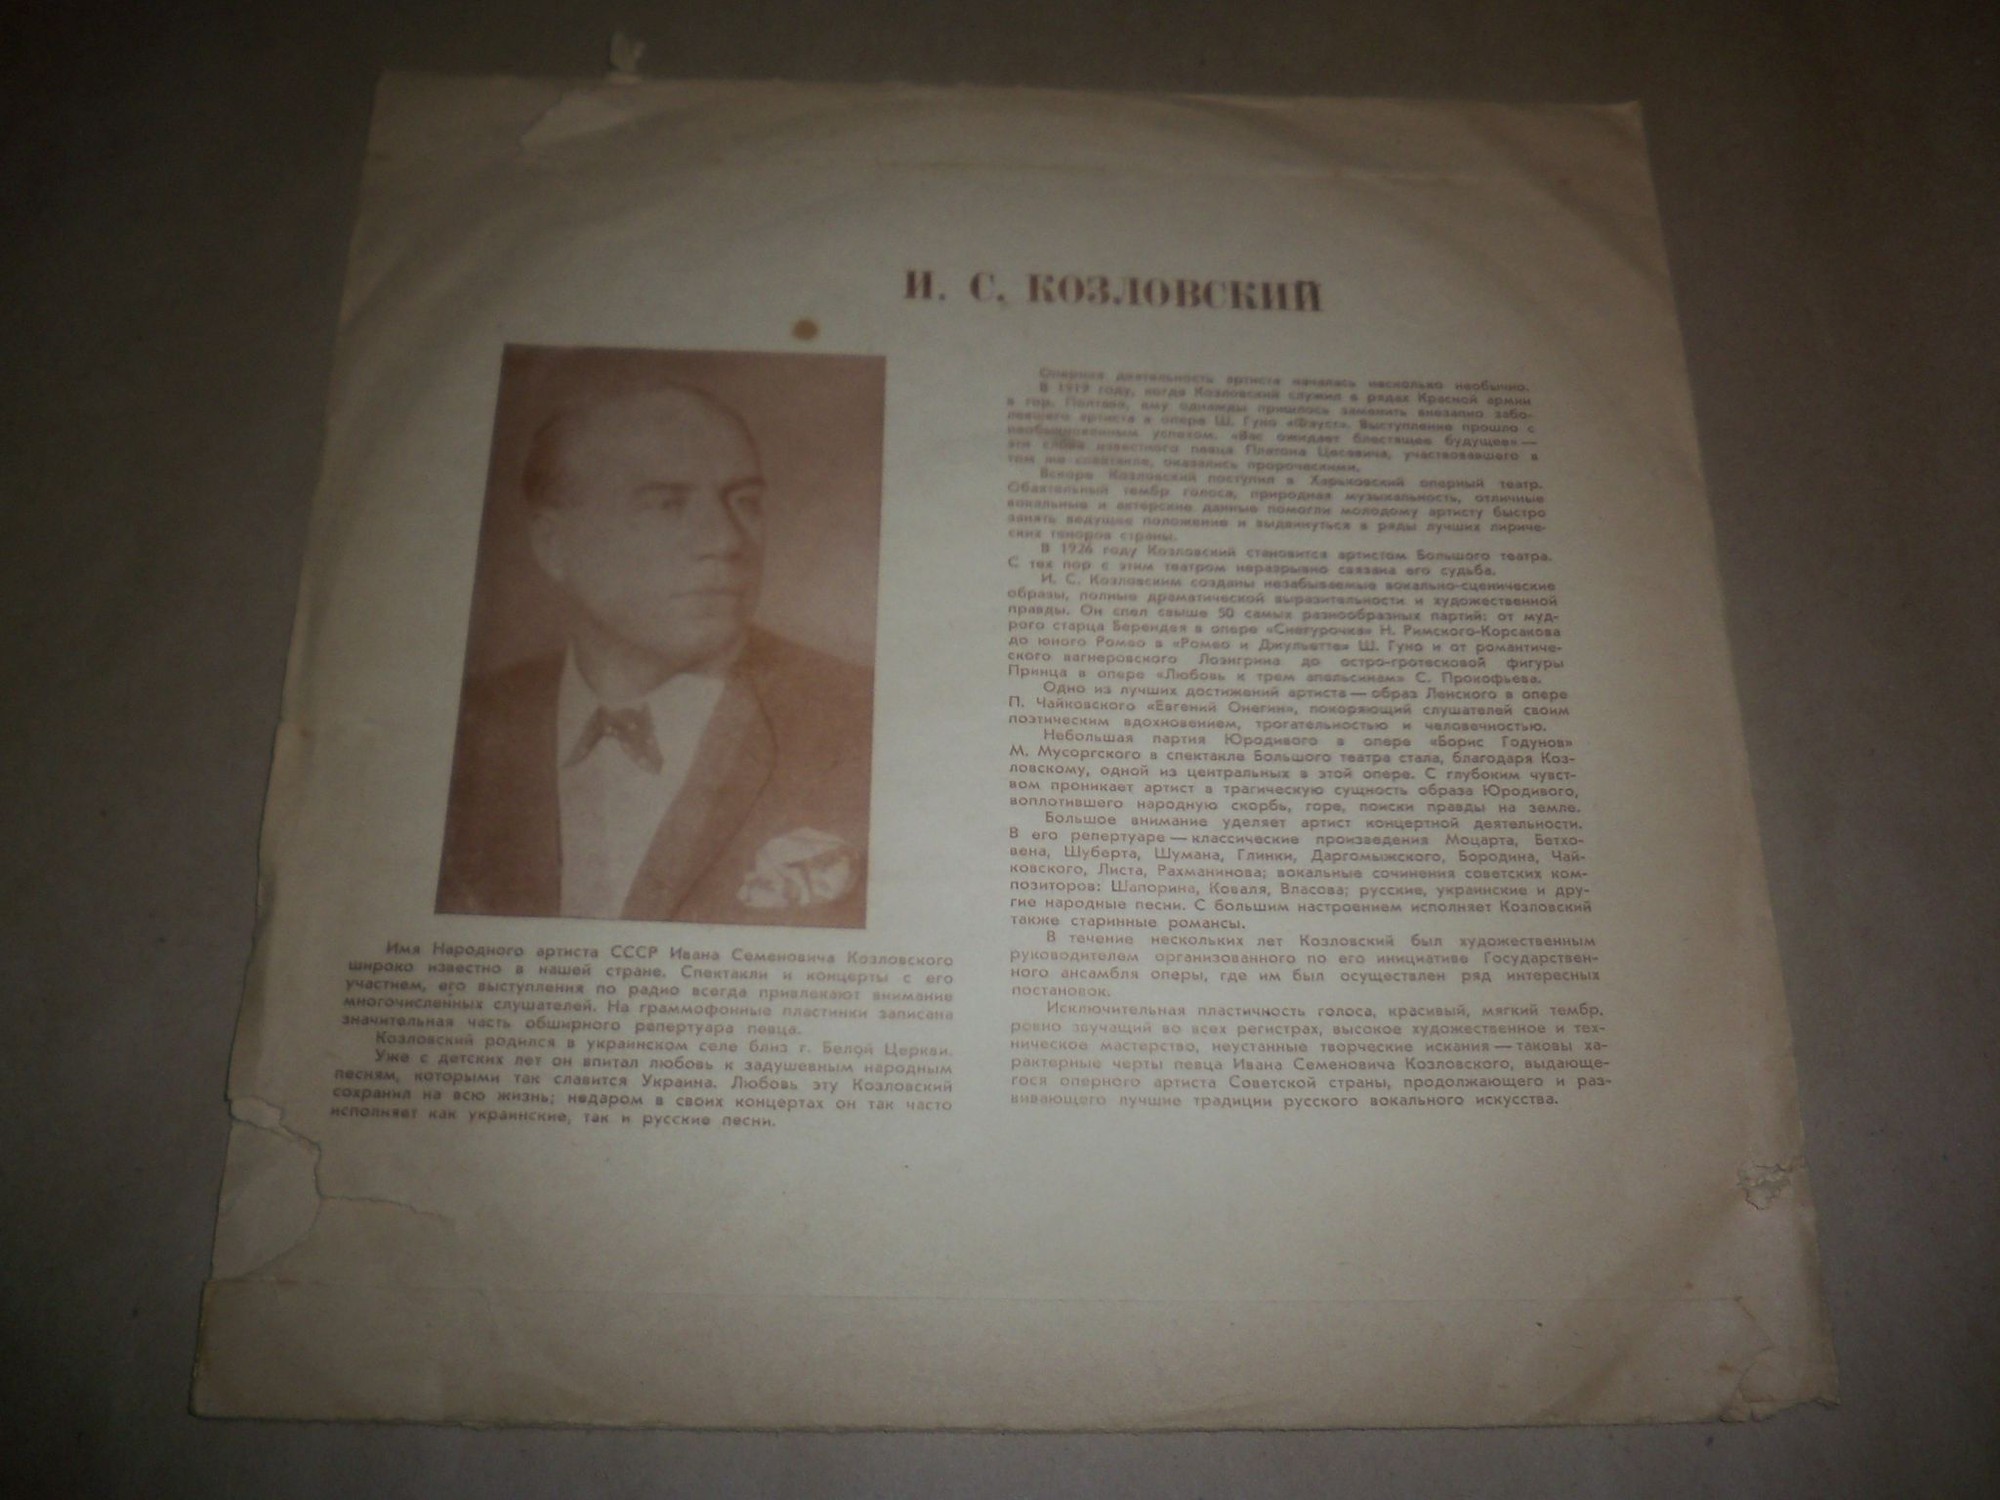 И. С. КОЗЛОВСКИЙ
Имя Народного артиста СССР Ивана Семеновича Козловского
широко известно в нашей стране. Спектакли и концерты с его
участием, его выступления по радио всегда привлекают внимание
многочисленных слушателей. На граммофонные пластинки записана
значительная часть обширного репертуара певца.
Козловский родился в украинском селе близ г. Белой Церкви.
Уже с детских лет он впитал любовь к задушевным народным
песням, которыми так славится Украина. Любовь эту Козловский
сохранил на всю жизнь; недаром в своих концертах он так часто
исполняет как украинские, так и русские песни.
Оперная деятельность артиста началась несколько необычно.
В 1919 году, когда Козловский служил в рядах Красной армии
в гор. Полтаве, ему однажды пришлось заменить внезапно забо-
левшего артиста в опере Ш. Гуно «Фауст». Выступление прошло с
необыкновенным успехом. «Вас ожидает блестящее будущее» —
эти слова известного певца Платона Цесевича, участвовавшего в
том же спектакле, оказались пророческими.
Вскоре Козловский поступил в Харьковский оперный театр.
Обаятельный тембр голоса, природная музыкальность, отличные
вокальные и актерские данные помогли молодому артисту быстро
занять ведущее положение и выдвинуться в ряды лучших лириче-
ских теноров страны.
В 1926 году Козловский становится артистом Большого театра.
С тех пор с этим театром неразрывно связана его судьба.
И. С. Козловским созданы незабываемые вокально-сценические
образы, полные драматической выразительности и художественной
правды. Он спел свыше 50 самых разнообразных партий: от муд-
рого старца Берендея в опере «Снегурочка» Н. Римского-Корсакова
до юного Ромео в «Ромео и Джульетте» Ш. Гуно и от романтиче-
ского вагнеровского Лоэнгрина до остро-гротесковой фигуры
Принца в опере «Любовь к трем апельсинам» С. Прокофьева.
Одно из лучших достижений артиста — образ Ленского в опере
П. Чайковского «Евгений Онегин», покоряющий слушателей своим
поэтическим вдохновением, трогательностью и человечностью.
Небольшая партия Юродивого в опере «Борис Годунов»
М. Мусоргского в спектакле Большого театра стала, благодаря Коз-
ловскому, одной из центральных в этой опере. С глубоким чувст-
вом проникает артист в трагическую сущность образа Юродивого,
воплотившего народную скорбь, горе, поиски правды на земле.
Большое внимание уделяет артист концертной деятельности.
В его репертуаре — классические произведения Моцарта, Бетхо-
вена, Шуберта, Шумана, Глинки, Даргомыжского, Бородина, Чай-
ковского, Листа, Рахманинова; вокальные сочинения советских ком-
позиторов: Шапорина, Коваля, Власова; русские, украинские и дру-
гие народные песни. С большим настроением исполняет Козловский
также старинные романсы.
В течение нескольких лет Козловский был художественным
руководителем организованного по его инициативе Государствен-
ного ансамбля оперы, где им был осуществлен ряд интересных
постановок.
Исключительная пластичность голоса, красивый, мягкий тембр,
ровно звучащий во всех регистрах, высокое художественное и тех-
ническое мастерство, неустанные творческие искания — таковы ха-
рактерные черты певца Ивана Семеновича Козловского, выдающе-
гося оперного артиста Советской страны, продолжающего и раз-
вивающего лучшие традиции русского вокального искусства.